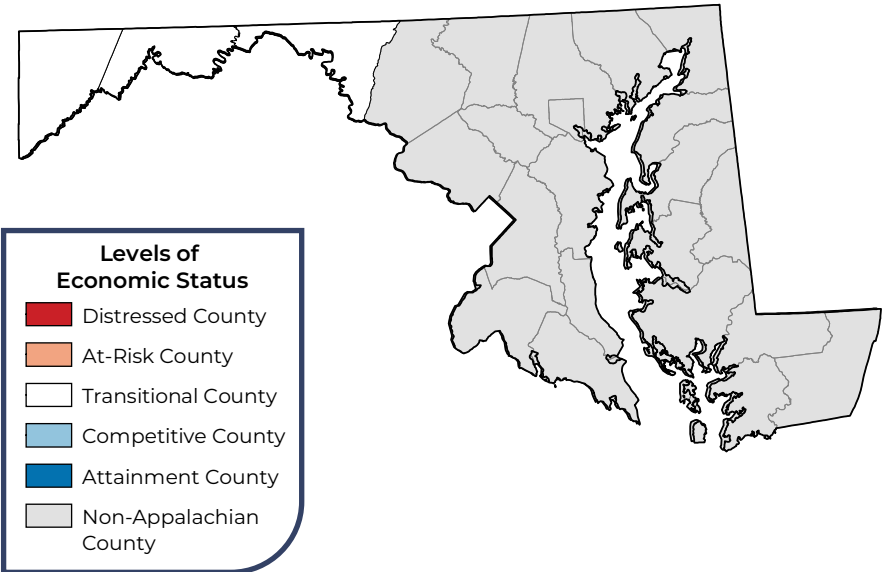 Levels of
Economic Status
Distressed County
At-Risk County
Transitional County
Competitive County
Attainment County
Non-Appalachian
County